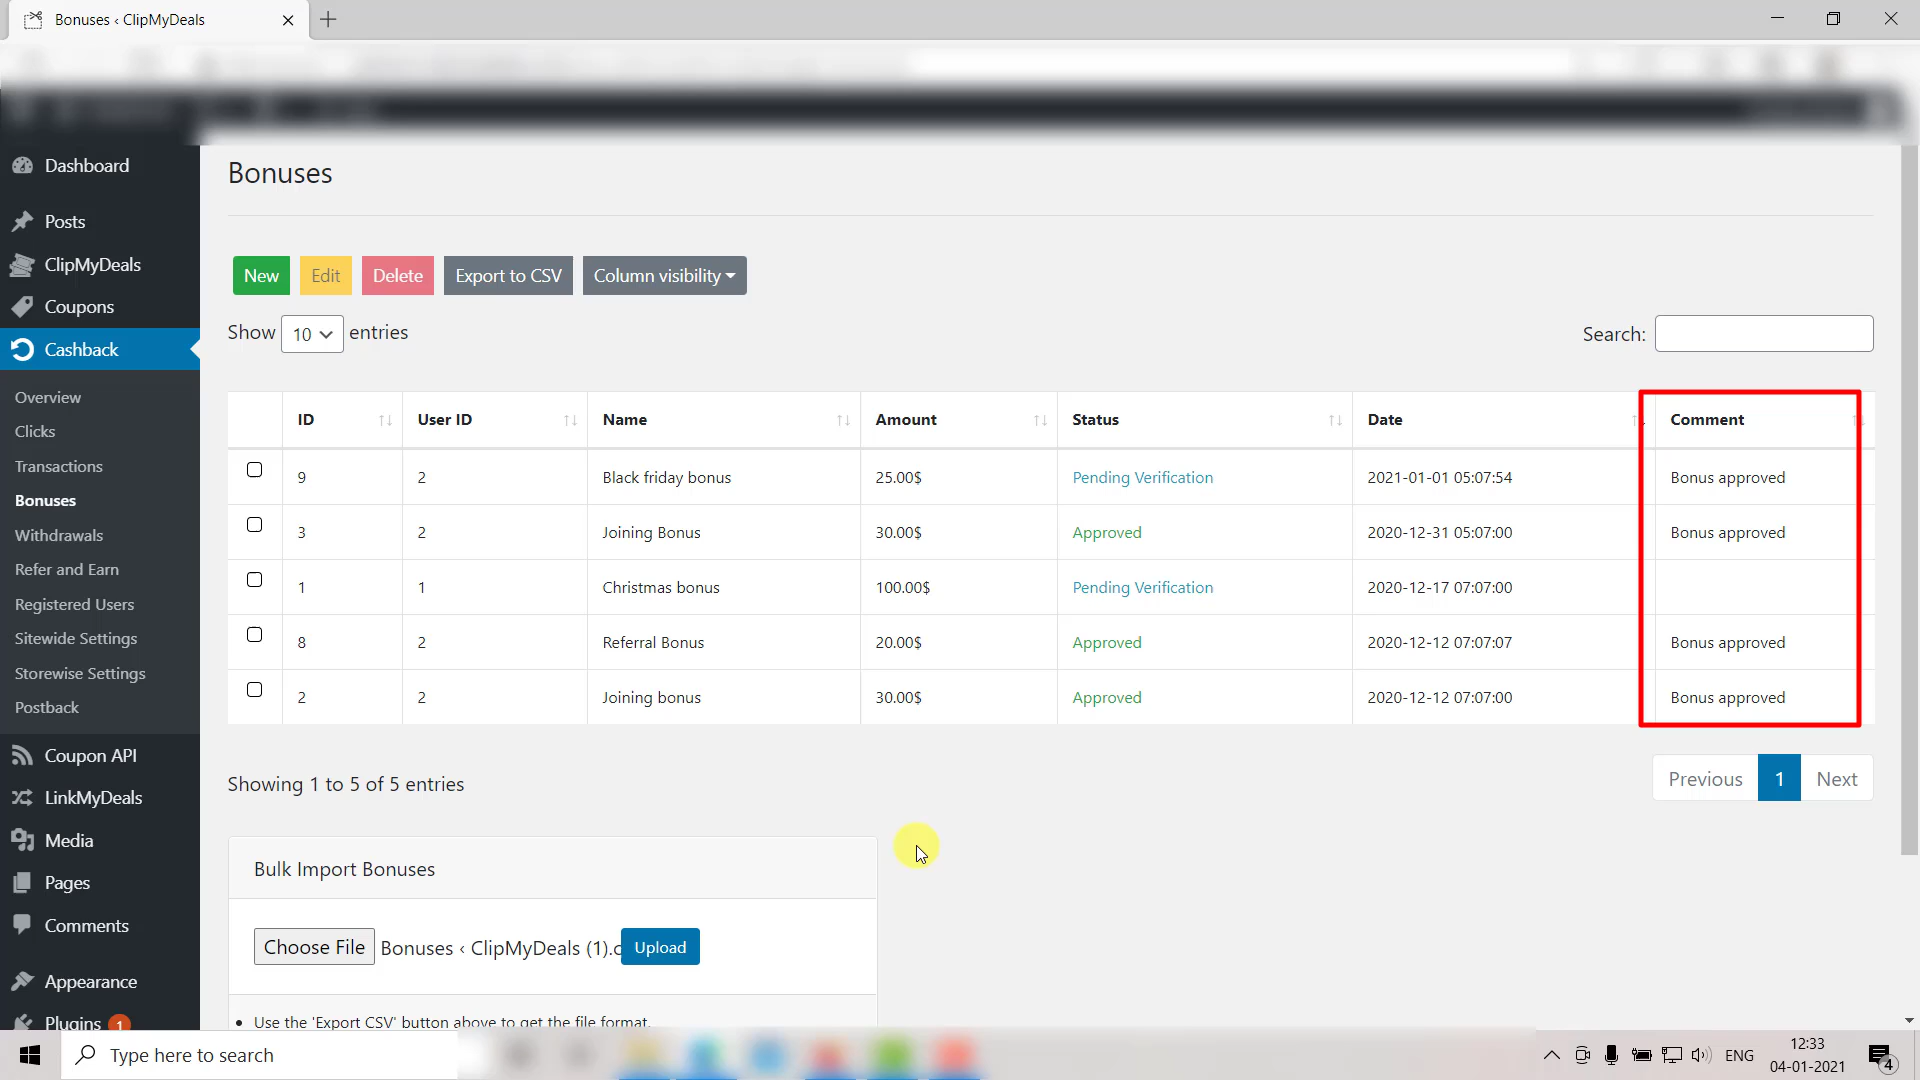 Bonuses ‹ ClipMyDeals
Dashboard
Posts
ClipMyDeals
Coupons
Cashback
Overview
Clicks
Transactions
Bonuses
Withdrawals
Refer and Earn
Registered Users
Sitewide Settings
Storewise Settings
Postback
Coupon API
LinkMyDeals
Media
Pages
Comments
Appearance
Plugins 1
Bonuses
New Edit Delete Export to CSV Column visibility
Show 10 entries
Search:
ID User ID Name Amount Status Date Comment
9 2 Black friday bonus 25.00$ Pending Verification 2021-01-01 05:07:54 Bonus approved
3 2 Joining Bonus 30.00$ Approved 2020-12-31 05:07:00 Bonus approved
1 1 Christmas bonus 100.00$ Pending Verification 2020-12-17 07:07:00
8 2 Referral Bonus 20.00$ Approved 2020-12-12 07:07:07 Bonus approved
2 2 Joining bonus 30.00$ Approved 2020-12-12 07:07:00 Bonus approved
Showing 1 to 5 of 5 entries
Previous 1 Next
Bulk Import Bonuses
Choose File Bonuses ‹ ClipMyDeals (1).c Upload
• Use the 'Export CSV' button above to get the file format.
Type here to search
ENG
12:33
04-01-2021
4